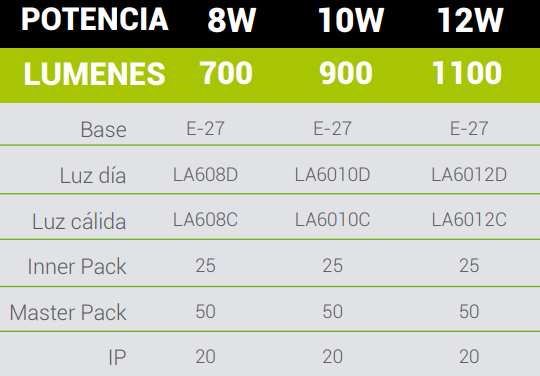 POTENCIA 8W 10W 12W
LUMENES 700 900 1100
Base E-27 E-27 E-27
Luz día LA608D LA6010D LA6012D
Luz cálida LA608C LA6010C LA6012C
Inner Pack 25 25 25
Master Pack 50 50 50
IP 20 20 20